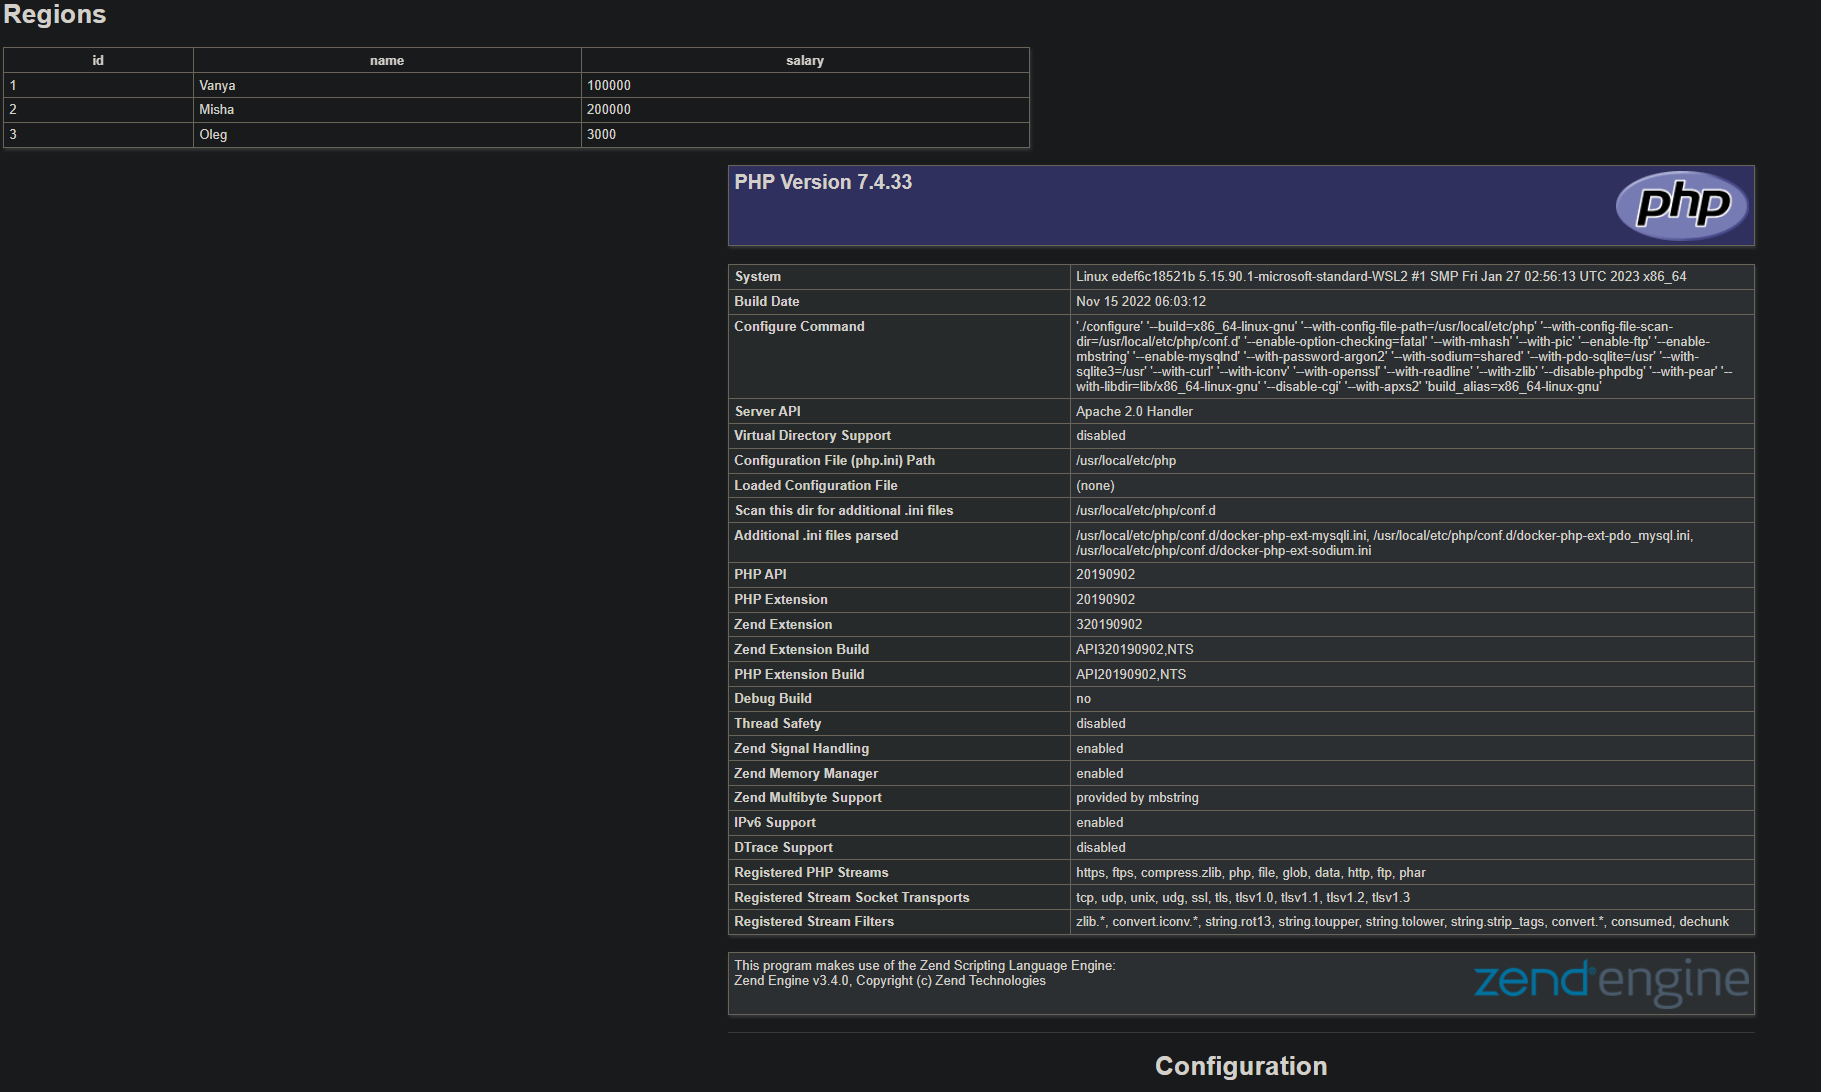 Regions
id name salary
1 Vanya 100000
2 Misha 200000
3 Oleg 3000
PHP Version 7.4.33
php
System Linux edef6c18521b 5.15.90.1-microsoft-standard-WSL2 #1 SMP Fri Jan 27 02:56:13 UTC 2023 x86_64
Build Date Nov 15 2022 06:03:12
Configure Command './configure' '--build=x86_64-linux-gnu' '--with-config-file-path=/usr/local/etc/php' '--with-config-file-scan-
dir=/usr/local/etc/php/conf.d' '--enable-option-checking=fatal' '--with-mhash' '--with-pic' '--enable-ftp' '--enable-
mbstring' '--enable-mysqlnd' '--with-password-argon2' '--with-sodium=shared' '--with-pdo-sqlite=/usr' '--with-
sqlite3=/usr' '--with-curl' '--with-iconv' '--with-openssl' '--with-readline' '--with-zlib' '--disable-phpdbg' '--with-pear' '--
with-libdir=lib/x86_64-linux-gnu' '--disable-cgi' '--with-apxs2' 'build_alias=x86_64-linux-gnu'
Server API Apache 2.0 Handler
Virtual Directory Support disabled
Configuration File (php.ini) Path /usr/local/etc/php
Loaded Configuration File (none)
Scan this dir for additional .ini files /usr/local/etc/php/conf.d
Additional .ini files parsed /usr/local/etc/php/conf.d/docker-php-ext-mysqli.ini, /usr/local/etc/php/conf.d/docker-php-ext-pdo_mysql.ini,
/usr/local/etc/php/conf.d/docker-php-ext-sodium.ini
PHP API 20190902
PHP Extension 20190902
Zend Extension 320190902
Zend Extension Build API320190902,NTS
PHP Extension Build API20190902,NTS
Debug Build no
Thread Safety disabled
Zend Signal Handling enabled
Zend Memory Manager enabled
Zend Multibyte Support provided by mbstring
IPv6 Support enabled
DTrace Support disabled
Registered PHP Streams https, ftps, compress.zlib, php, file, glob, data, http, ftp, phar
Registered Stream Socket Transports tcp, udp, unix, udg, ssl, tls, tlsv1.0, tlsv1.1, tlsv1.2, tlsv1.3
Registered Stream Filters zlib.*, convert.iconv.*, string.rot13, string.toupper, string.tolower, string.strip_tags, convert.*, consumed, dechunk
This program makes use of the Zend Scripting Language Engine:
Zend Engine v3.4.0, Copyright (c) Zend Technologies
zend® engine
Configuration